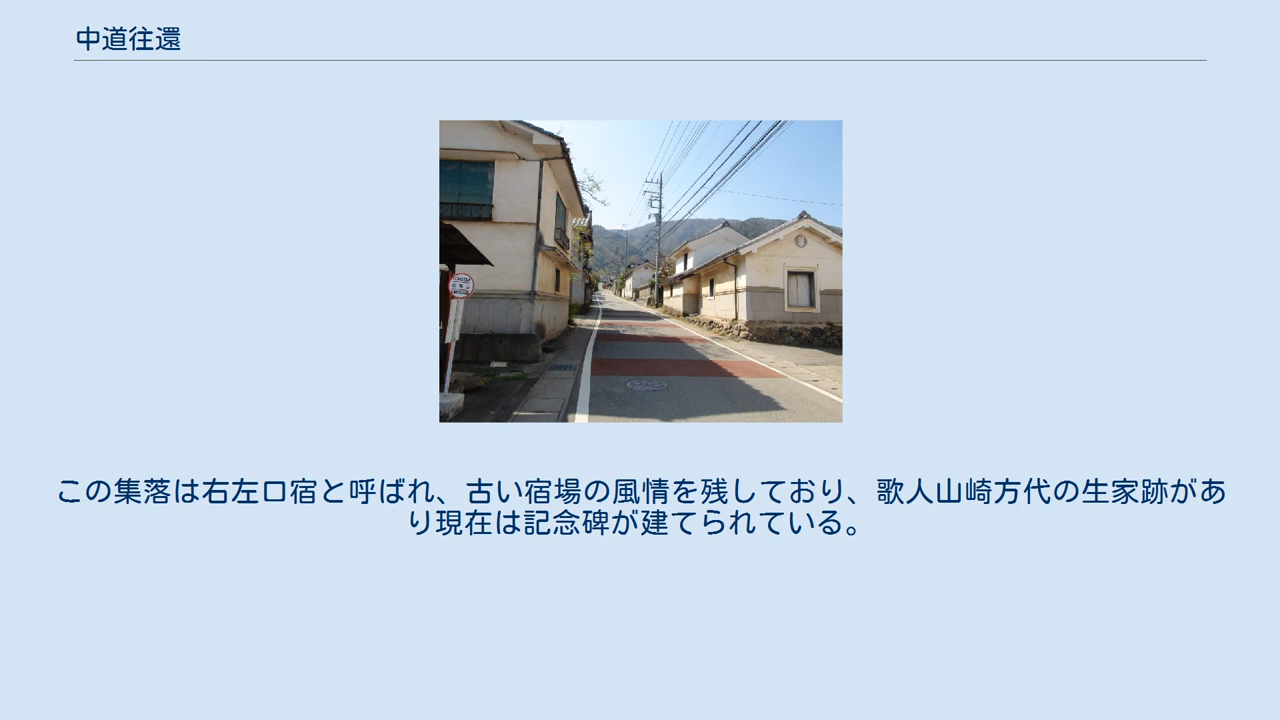 中道往還
この集落は右左口宿と呼ばれ、古い宿場の風情を残しており、歌人山崎方代の生家跡があ
り現在は記念碑が建てられている。